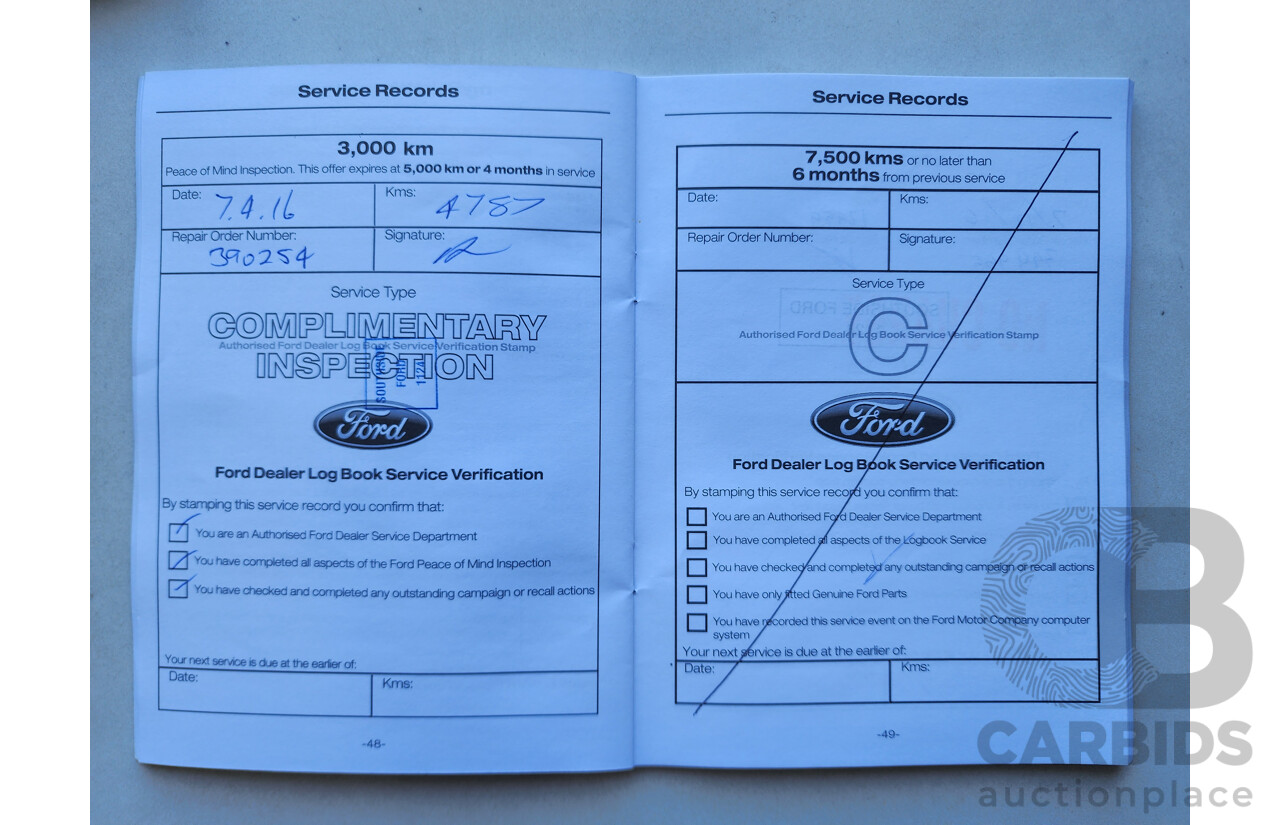 Service Records
3,000 km
Peace of Mind Inspection. This offer expires at 5,000 km or 4 months in service
Date: 7.4.16
Kms: 4787
Repair Order Number: 390254
Signature:
Service Type
COMPLIMENTARY
Authorised Ford Dealer Log Book Service Verification Stamp
INSPECTION
SOUTHSIDE
FORD
Ford
Ford Dealer Log Book Service Verification
By stamping this service record you confirm that:
You are an Authorised Ford Dealer Service Department
You have completed all aspects of the Ford Peace of Mind Inspection
You have checked and completed any outstanding campaign or recall actions
Your next service is due at the earlier of:
Date:
Kms:
-48-
Service Records
7,500 kms or no later than
6 months from previous service
Date:
Kms:
Repair Order Number:
Signature:
Service Type
C
Authorised Ford Dealer Log Book Service Verification Stamp
Ford
Ford Dealer Log Book Service Verification
By stamping this service record you confirm that:
You are an Authorised Ford Dealer Service Department
You have completed all aspects of the Logbook Service
You have checked and completed any outstanding campaign or recall actions
You have only fitted Genuine Ford Parts
You have recorded this service event on the Ford Motor Company computer
system
Your next service is due at the earlier of:
Date:
Kms:
-49-
CB
CARBIDS
auctionplace